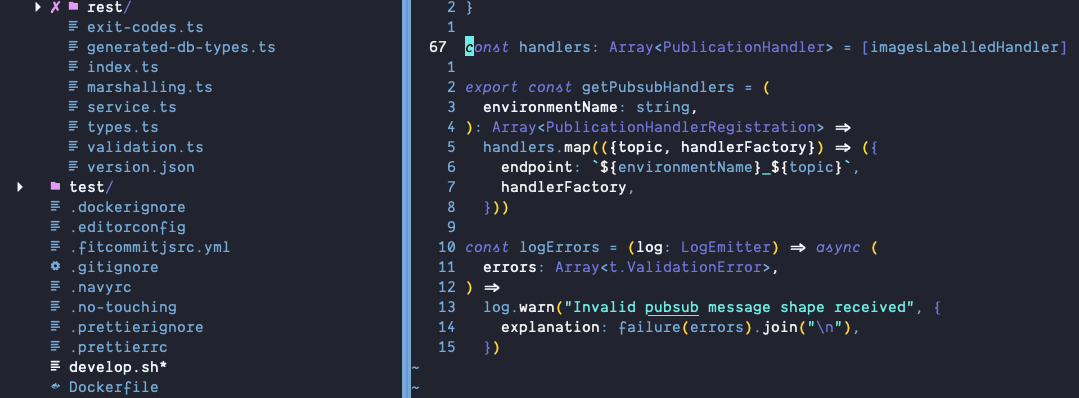 rest/
exit-codes.ts
generated-db-types.ts
index.ts
marshalling.ts
service.ts
types.ts
validation.ts
version.json
test/
.dockerignore
.editorconfig
.fitcommitjsrc.yml
.gitignore
.navyrc
.no-touching
.prettierignore
.prettierrc
develop.sh*
Dockerfile
2 }
1
67 const handlers: Array<PublicationHandler> = [imagesLabelledHandler]
1
2 export const getPubsubHandlers = (
3 environmentName: string,
4 ): Array<PublicationHandlerRegistration> =>
5 handlers.map(({topic, handlerFactory}) => ({
6 endpoint: `${environmentName}_${topic}`,
7 handlerFactory,
8 }))
9
10 const logErrors = (log: LogEmitter) => async (
11 errors: Array<t.ValidationError>,
12 ) =>
13 log.warn("Invalid pubsub message shape received", {
14 explanation: failure(errors).join("\n"),
15 })
~
~